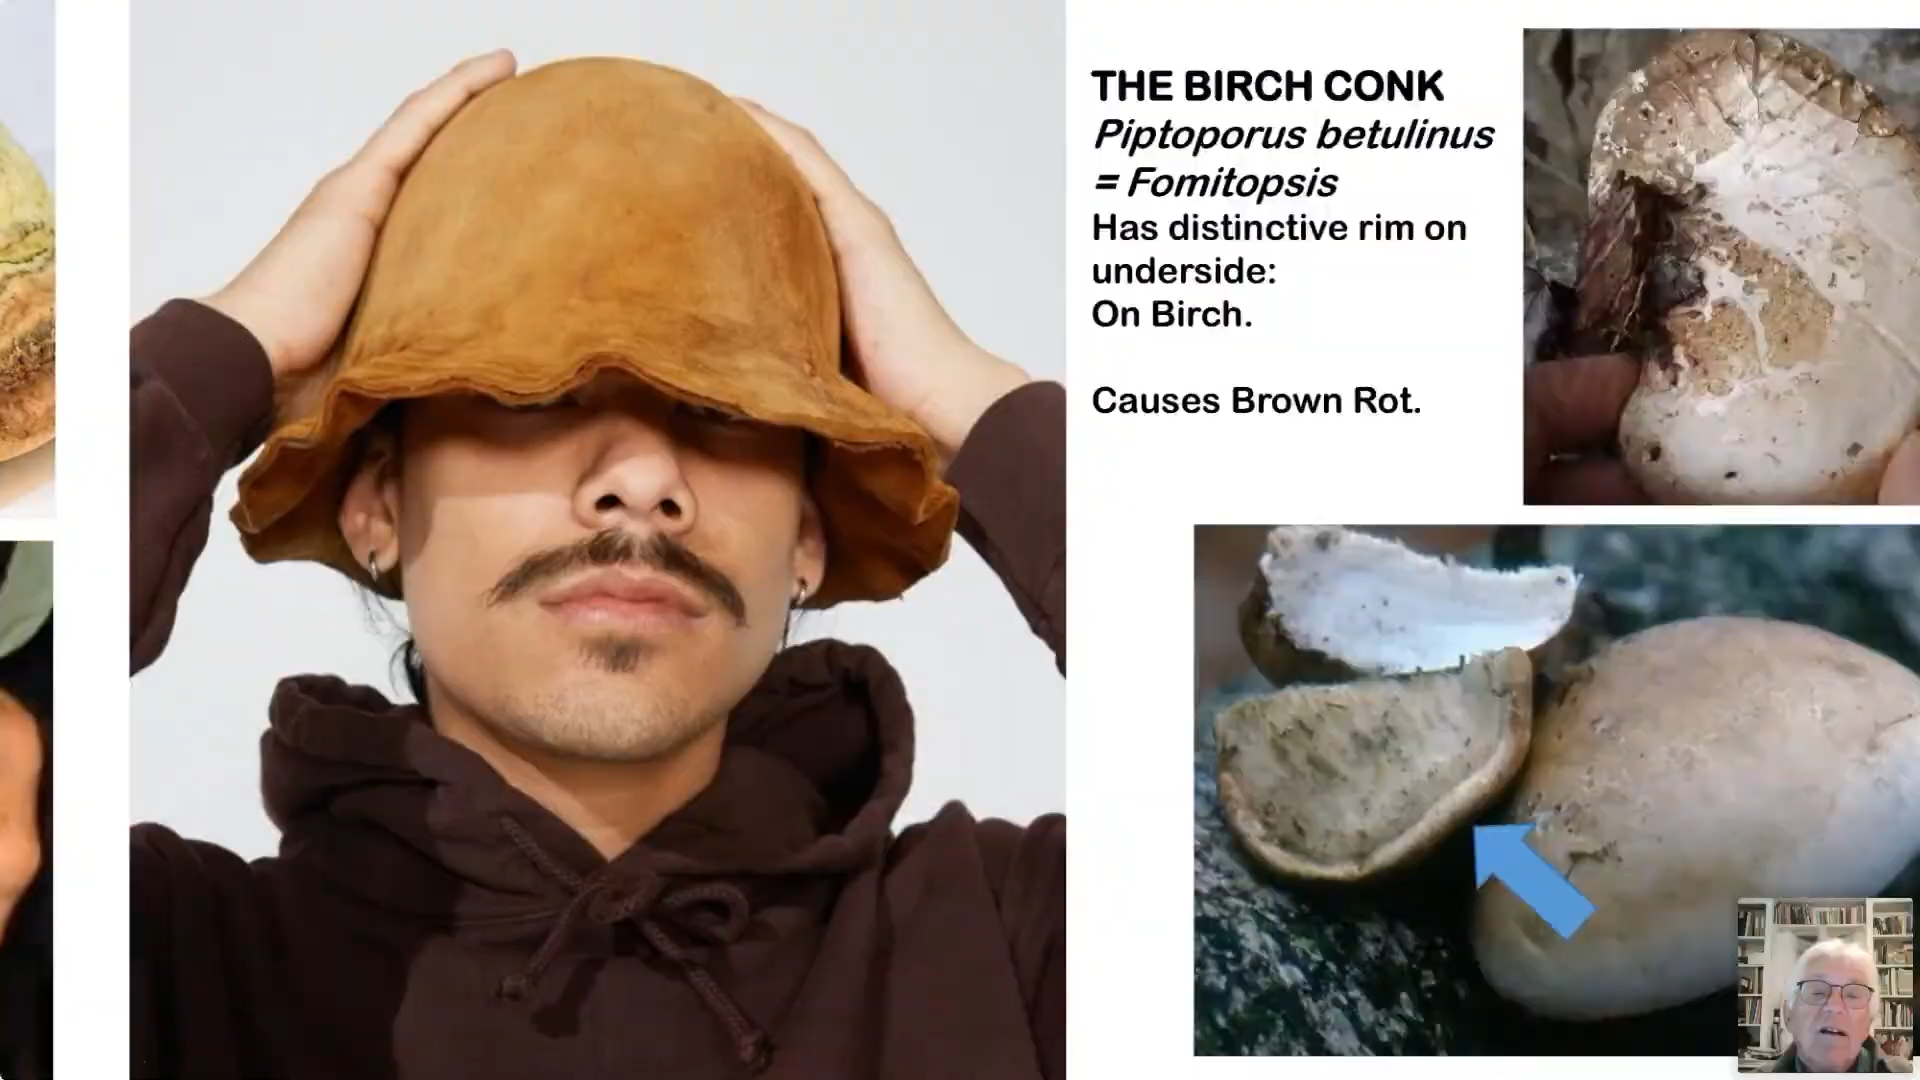 THE BIRCH CONK
Piptoporus betulinus
= Fomitopsis
Has distinctive rim on
underside:
On Birch.
Causes Brown Rot.